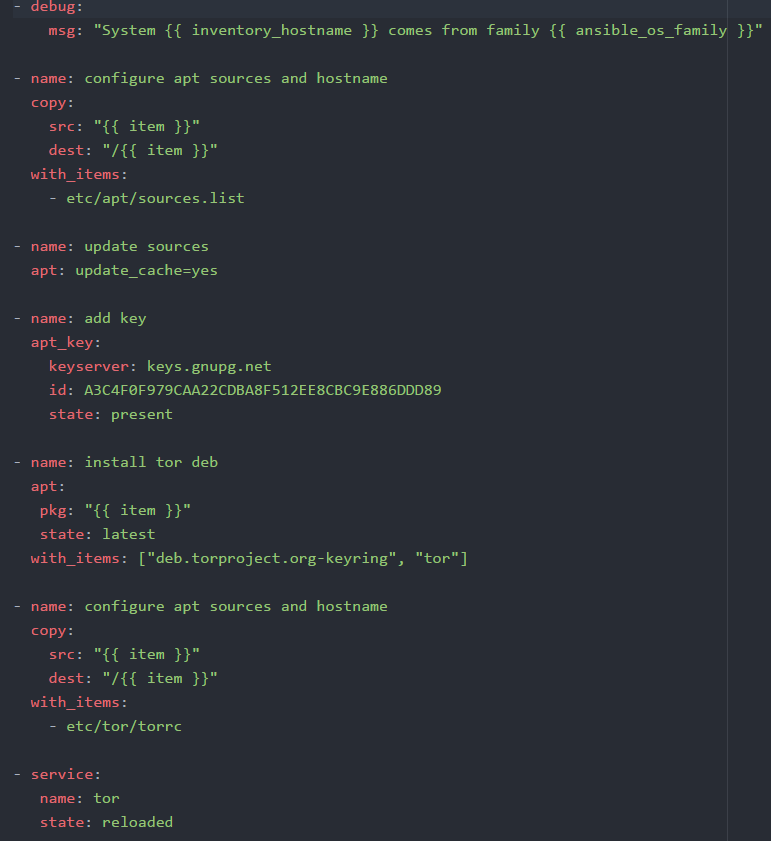 - debug:
    msg: "System {{ inventory_hostname }} comes from family {{ ansible_os_family }}"

- name: configure apt sources and hostname
  copy:
    src: "{{ item }}"
    dest: "/{{ item }}"
  with_items:
    - etc/apt/sources.list

- name: update sources
  apt: update_cache=yes

- name: add key
  apt_key:
    keyserver: keys.gnupg.net
    id: A3C4F0F979CAA22CDBA8F512EE8CBC9E886DDD89
    state: present

- name: install tor deb
  apt:
   pkg: "{{ item }}"
   state: latest
  with_items: ["deb.torproject.org-keyring", "tor"]

- name: configure apt sources and hostname
  copy:
    src: "{{ item }}"
    dest: "/{{ item }}"
  with_items:
    - etc/tor/torrc

- service:
   name: tor
   state: reloaded